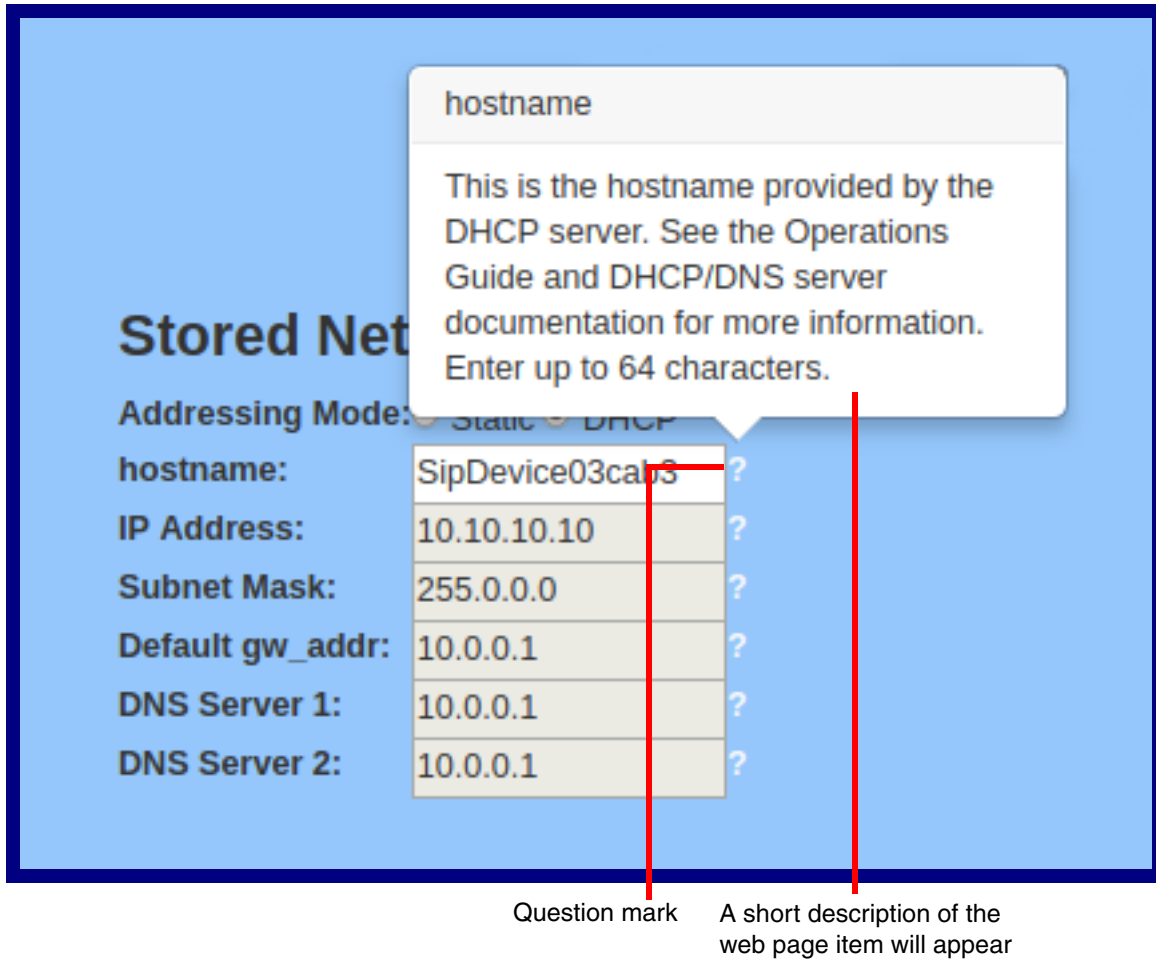 hostname
This is the hostname provided by the
DHCP server. See the Operations
Guide and DHCP/DNS server
documentation for more information.
Enter up to 64 characters.
Stored Net
Addressing Mode: Static DHCP
hostname: SipDevice03cab3 ?
IP Address: 10.10.10.10 ?
Subnet Mask: 255.0.0.0 ?
Default gw_addr: 10.0.0.1 ?
DNS Server 1: 10.0.0.1 ?
DNS Server 2: 10.0.0.1 ?
Question mark
A short description of the
web page item will appear